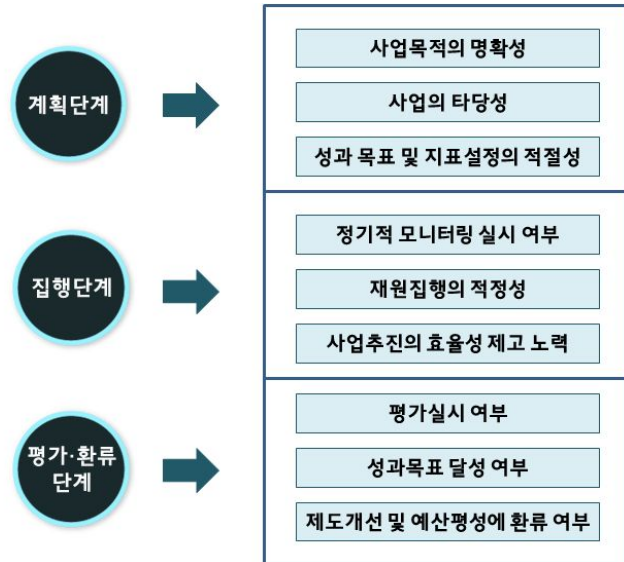 계획단계
사업목적의 명확성
사업의 타당성
성과 목표 및 지표설정의 적절성
집행단계
정기적 모니터링 실시 여부
재원집행의 적정성
사업추진의 효율성 제고 노력
평가·환류
단계
평가실시 여부
성과목표 달성 여부
제도개선 및 예산평성에 환류 여부